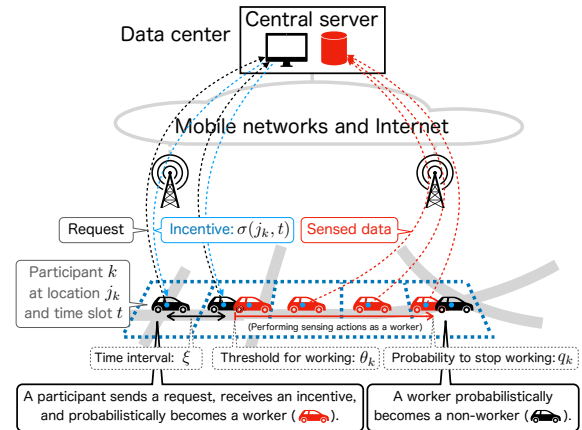 Central server
Data center
Mobile networks and Internet
Request
Incentive: σ(j_k, t)
Sensed data
Participant k
at location j_k
and time slot t
(Performing sensing actions as a worker)
Time interval: ξ
Threshold for working: θ_k
Probability to stop working: q_k
A participant sends a request, receives an incentive,
and probabilistically becomes a worker ( ).
A worker probabilistically
becomes a non-worker ( ).